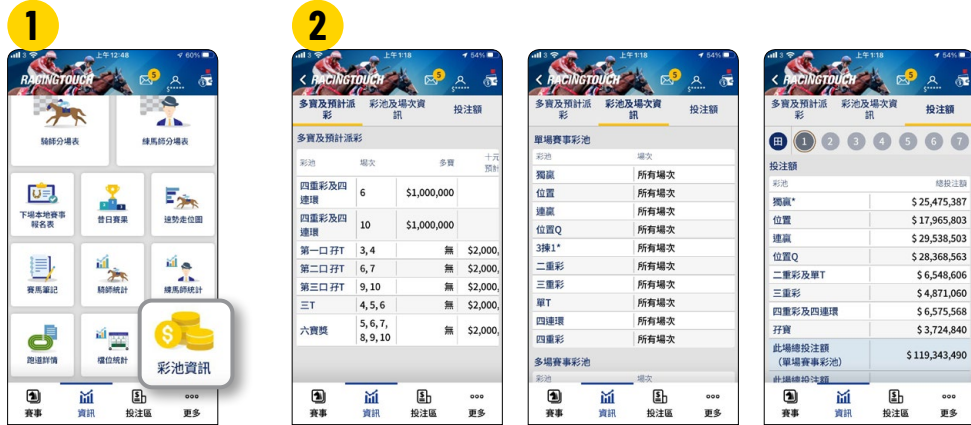 1
2
上午12:48
60%
RACINGTOUCH
5
騎師分場表
練馬師分場表
下場本地賽事
報名表
昔日賽果
速勢走位圖
賽馬筆記
騎師統計
練馬師統計
跑道詳情
檔位統計
彩池資訊
賽事
資訊
投注區
更多
上午1:18
54%
RACINGTOUCH
5
多寶及預計派
彩
彩池及場次資
訊
投注額
多寶及預計派彩
彩池
場次
多寶
十元
預計
四重彩及四
連環
6
$1,000,000
四重彩及四
連環
10
$1,000,000
第一口孖T
3, 4
無
$2,000,
第二口孖T
6, 7
無
$2,000,
第三口孖T
9, 10
無
$2,000,
三T
4, 5, 6
無
$2,000,
六寶獎
5, 6, 7,
8, 9, 10
無
$2,000,
賽事
資訊
投注區
更多
上午1:18
54%
RACINGTOUCH
5
多寶及預計派
彩
彩池及場次資
訊
投注額
單場賽事彩池
彩池
場次
獨贏
所有場次
位置
所有場次
連贏
所有場次
位置Q
所有場次
3揀1*
所有場次
二重彩
所有場次
三重彩
所有場次
單T
所有場次
四連環
所有場次
四重彩
所有場次
多場賽事彩池
彩池
場次
賽事
資訊
投注區
更多
上午1:18
54%
RACINGTOUCH
5
多寶及預計派
彩
彩池及場次資
訊
投注額
1
2
3
4
5
6
7
投注額
彩池
總投注額
獨贏*
$ 25,475,387
位置
$ 17,965,803
連贏
$ 29,538,503
位置Q
$ 28,368,563
二重彩及單T
$ 6,548,606
三重彩
$ 4,871,060
四重彩及四連環
$ 6,575,568
孖寶
$ 3,724,840
此場總投注額
（單場賽事彩池）
$ 119,343,490
此場總投注額
賽事
資訊
投注區
更多